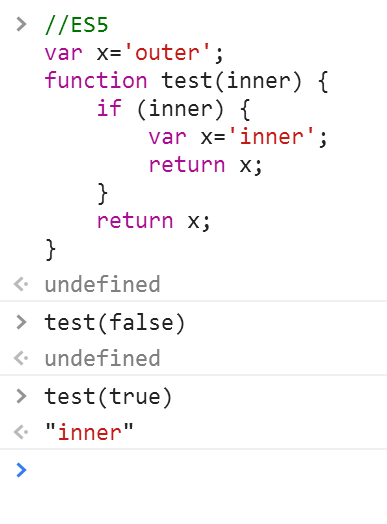 > //ES5
var x='outer';
function test(inner) {
    if (inner) {
        var x='inner';
        return x;
    }
    return x;
}
undefined
> test(false)
undefined
> test(true)
"inner"
>